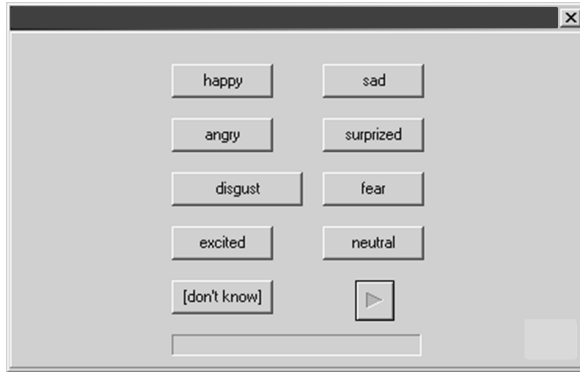 happy sad
angry surprized
disgust fear
excited neutral
[don't know]